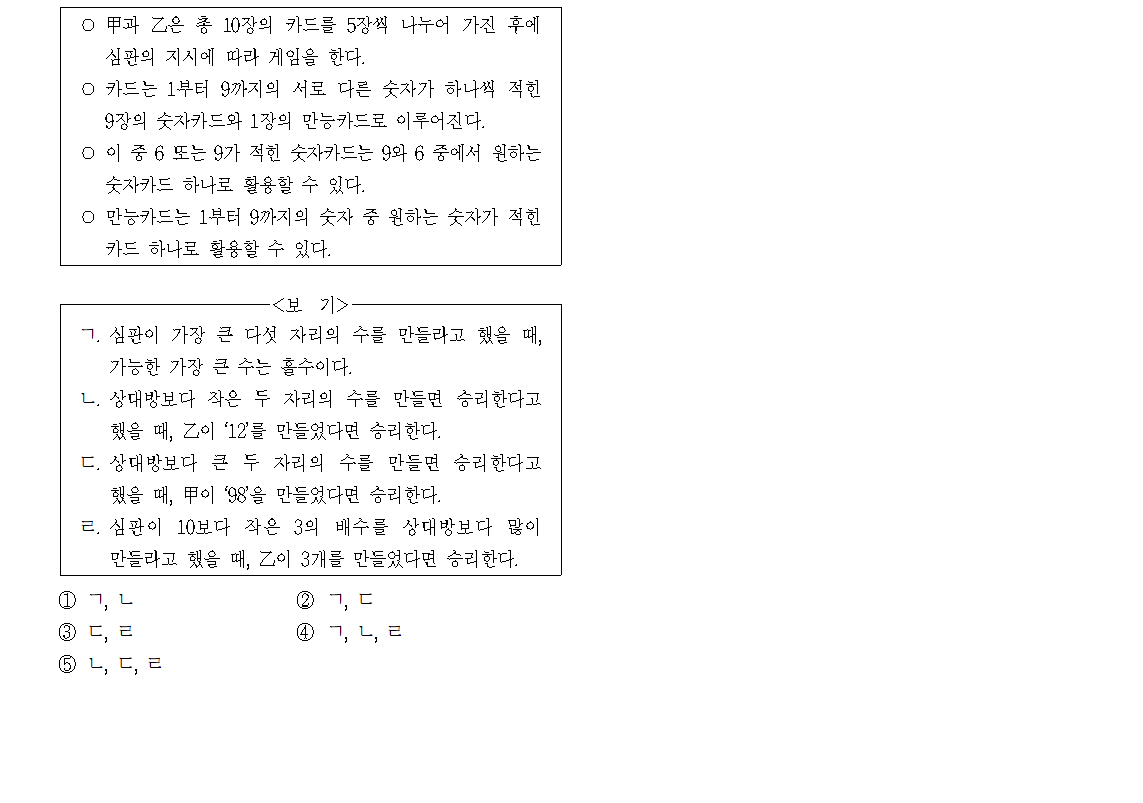 ○ 甲과 乙은 총 10장의 카드를 5장씩 나누어 가진 후에
심판의 지시에 따라 게임을 한다.
○ 카드는 1부터 9까지의 서로 다른 숫자가 하나씩 적힌
9장의 숫자카드와 1장의 만능카드로 이루어진다.
○ 이 중 6 또는 9가 적힌 숫자카드는 9와 6 중에서 원하는
숫자카드 하나로 활용할 수 있다.
○ 만능카드는 1부터 9까지의 숫자 중 원하는 숫자가 적힌
카드 하나로 활용할 수 있다.
<보 기>
ㄱ. 심판이 가장 큰 다섯 자리의 수를 만들라고 했을 때,
가능한 가장 큰 수는 홀수이다.
ㄴ. 상대방보다 작은 두 자리의 수를 만들면 승리한다고
했을 때, 乙이 ‘12’를 만들었다면 승리한다.
ㄷ. 상대방보다 큰 두 자리의 수를 만들면 승리한다고
했을 때, 甲이 ‘98’을 만들었다면 승리한다.
ㄹ. 심판이 10보다 작은 3의 배수를 상대방보다 많이
만들라고 했을 때, 乙이 3개를 만들었다면 승리한다.
① ㄱ, ㄴ ② ㄱ, ㄷ
③ ㄷ, ㄹ ④ ㄱ, ㄴ, ㄹ
⑤ ㄴ, ㄷ, ㄹ